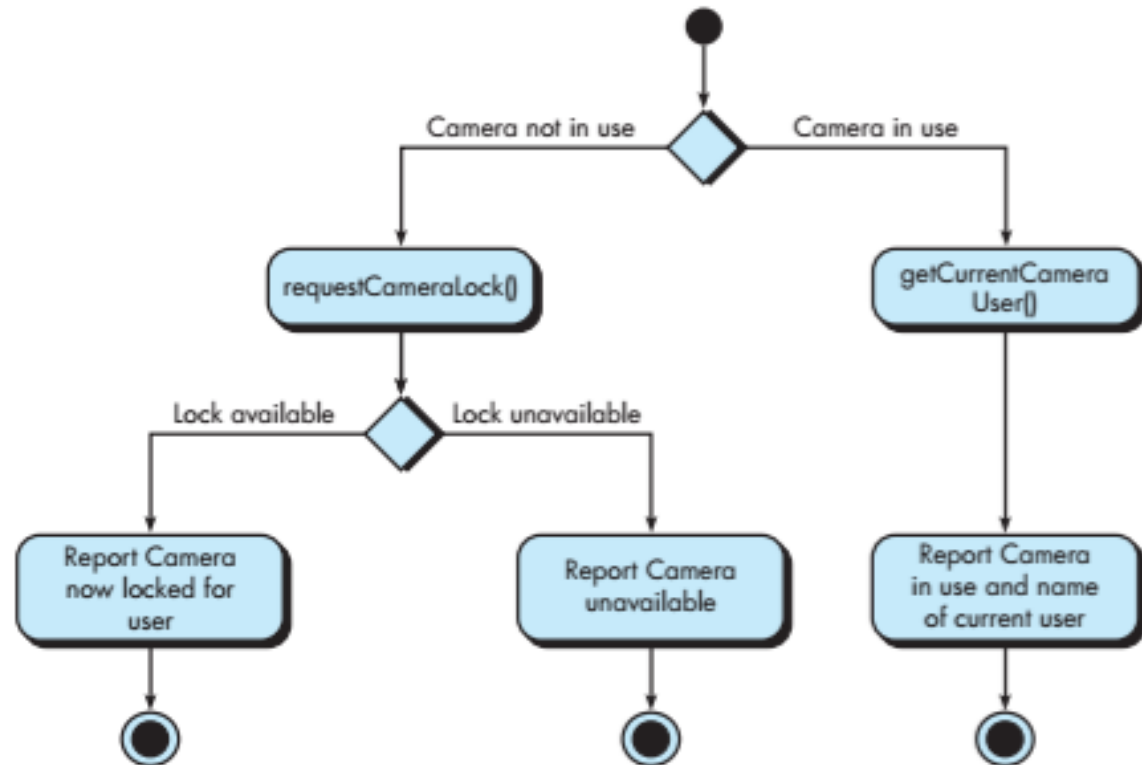 Camera not in use
Camera in use
requestCameraLock()
getCurrentCamera
User()
Lock available
Lock unavailable
Report Camera
now locked for
user
Report Camera
unavailable
Report Camera
in use and name
of current user